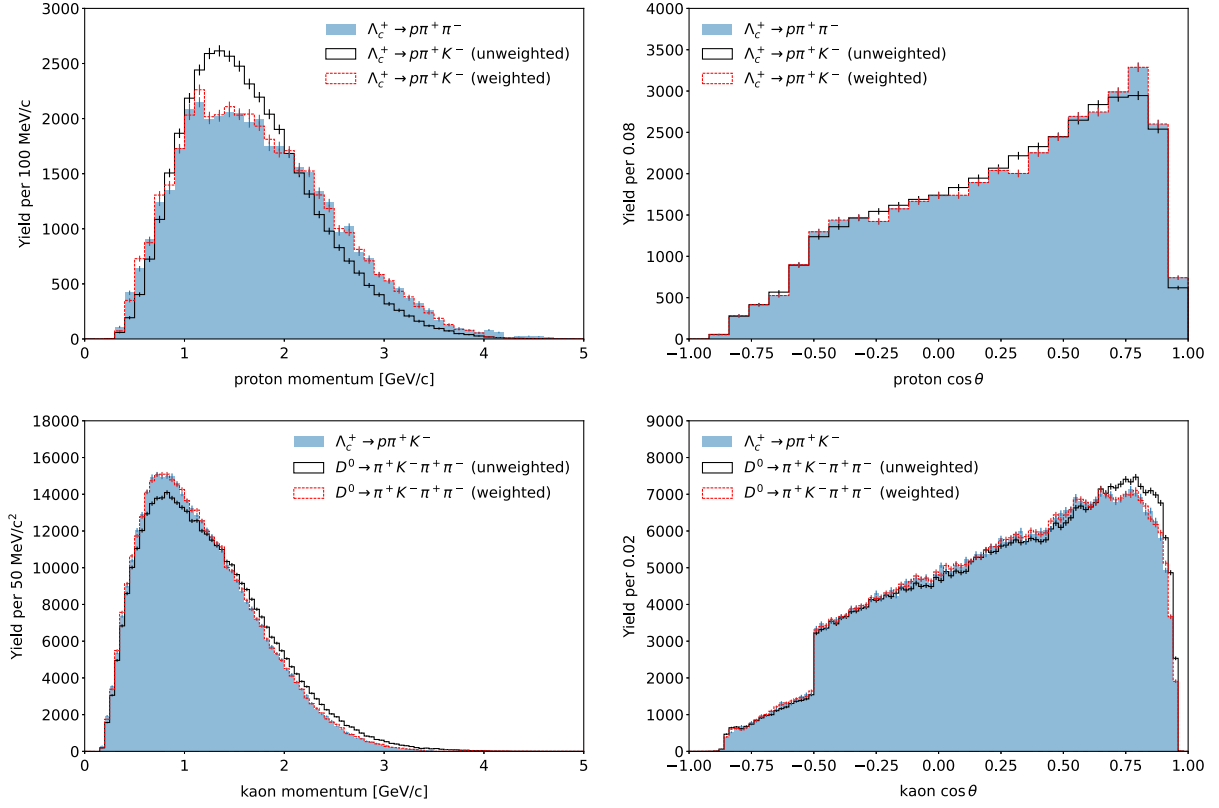 Yield per 100 MeV/c
3000
2500
2000
1500
1000
500
0
0 1 2 3 4 5
proton momentum [GeV/c]
Λc+ → pπ+π−
Λc+ → pπ+K− (unweighted)
Λc+ → pπ+K− (weighted)
Yield per 0.08
4000
3500
3000
2500
2000
1500
1000
500
0
−1.00 −0.75 −0.50 −0.25 0.00 0.25 0.50 0.75 1.00
proton cos θ
Λc+ → pπ+π−
Λc+ → pπ+K− (unweighted)
Λc+ → pπ+K− (weighted)
Yield per 50 MeV/c²
18000
16000
14000
12000
10000
8000
6000
4000
2000
0
0 1 2 3 4 5
kaon momentum [GeV/c]
Λc+ → pπ+K−
D0 → π+K−π+π− (unweighted)
D0 → π+K−π+π− (weighted)
Yield per 0.02
9000
8000
7000
6000
5000
4000
3000
2000
1000
0
−1.00 −0.75 −0.50 −0.25 0.00 0.25 0.50 0.75 1.00
kaon cos θ
Λc+ → pπ+K−
D0 → π+K−π+π− (unweighted)
D0 → π+K−π+π− (weighted)